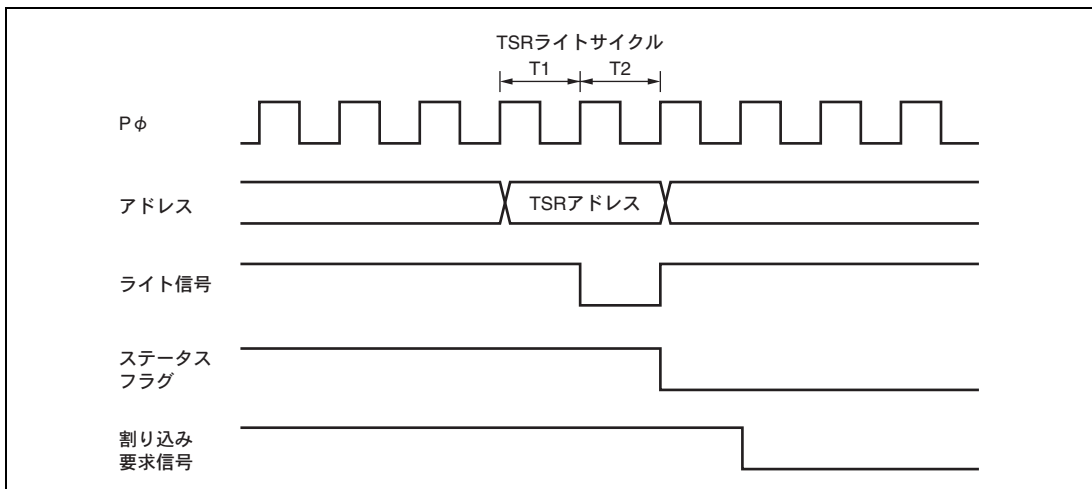 TSRライトサイクル
T1 T2
Pφ
アドレス TSRアドレス
ライト信号
ステータス
フラグ
割り込み
要求信号